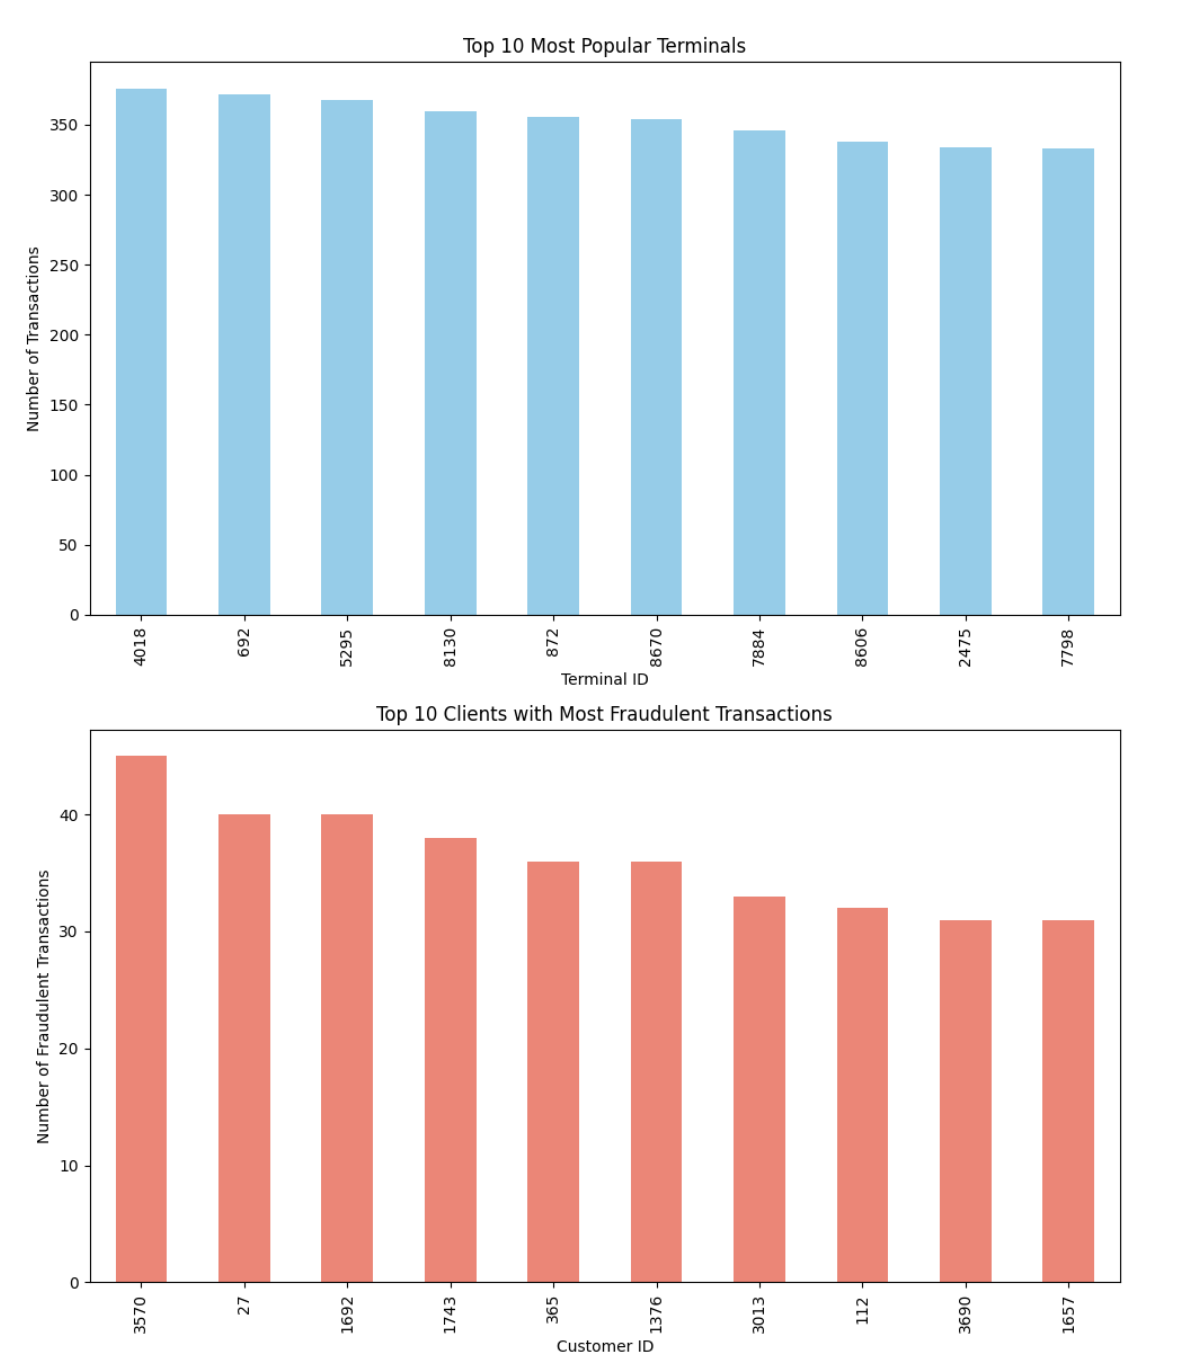 Top 10 Most Popular Terminals
Number of Transactions
350
300
250
200
150
100
50
0
4018 692 5295 8130 872 8670 7884 8606 2475 7798
Terminal ID
Top 10 Clients with Most Fraudulent Transactions
Number of Fraudulent Transactions
40
30
20
10
0
3570 27 1692 1743 365 1376 3013 112 3690 1657
Customer ID